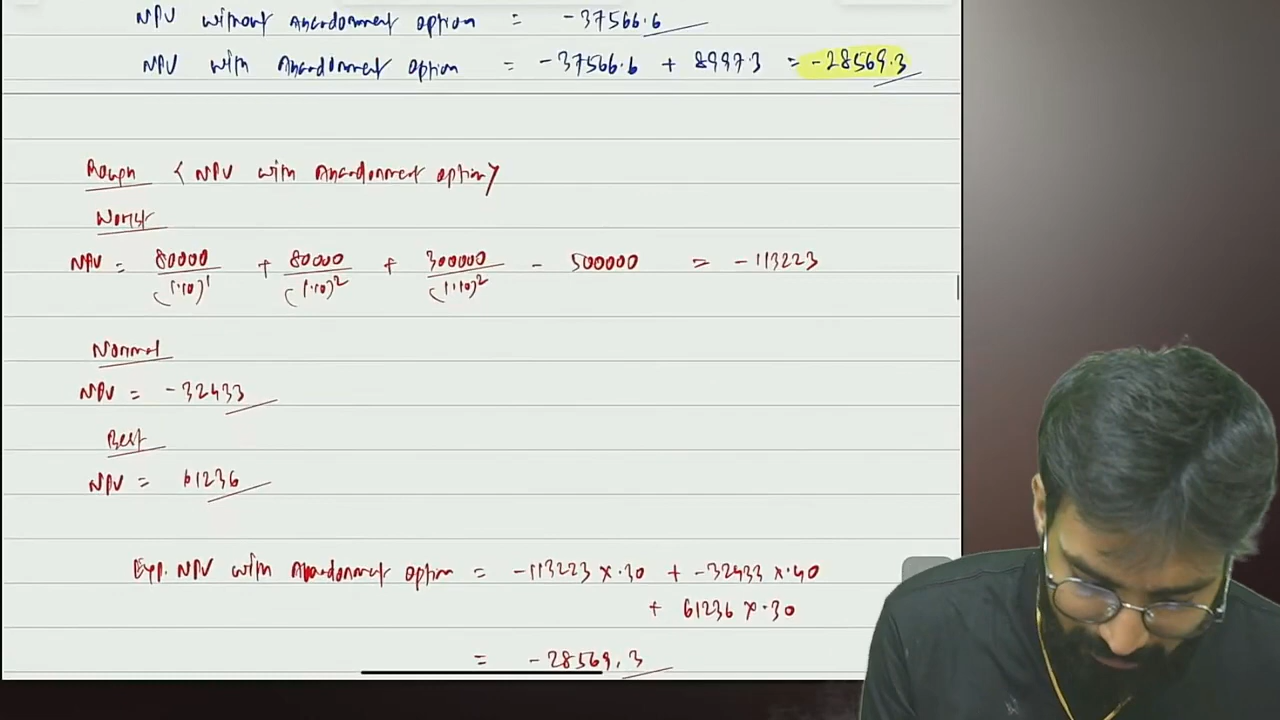 NPV without Abandonment option = -37566.6
NPV with Abandonment option = -37566.6 + 8997.3 = -28569.3
Rough < NPV with Abandonment option >
Worst
NPV = 80000/(1.10)^1 + 80000/(1.10)^2 + 300000/(1.10)^2 - 500000 = -113223
Normal
NPV = -32433
Best
NPV = 61236
Exp. NPV with Abandonment option = -113223 x .30 + -32433 x .40
+ 61236 x .30
= -28569.3